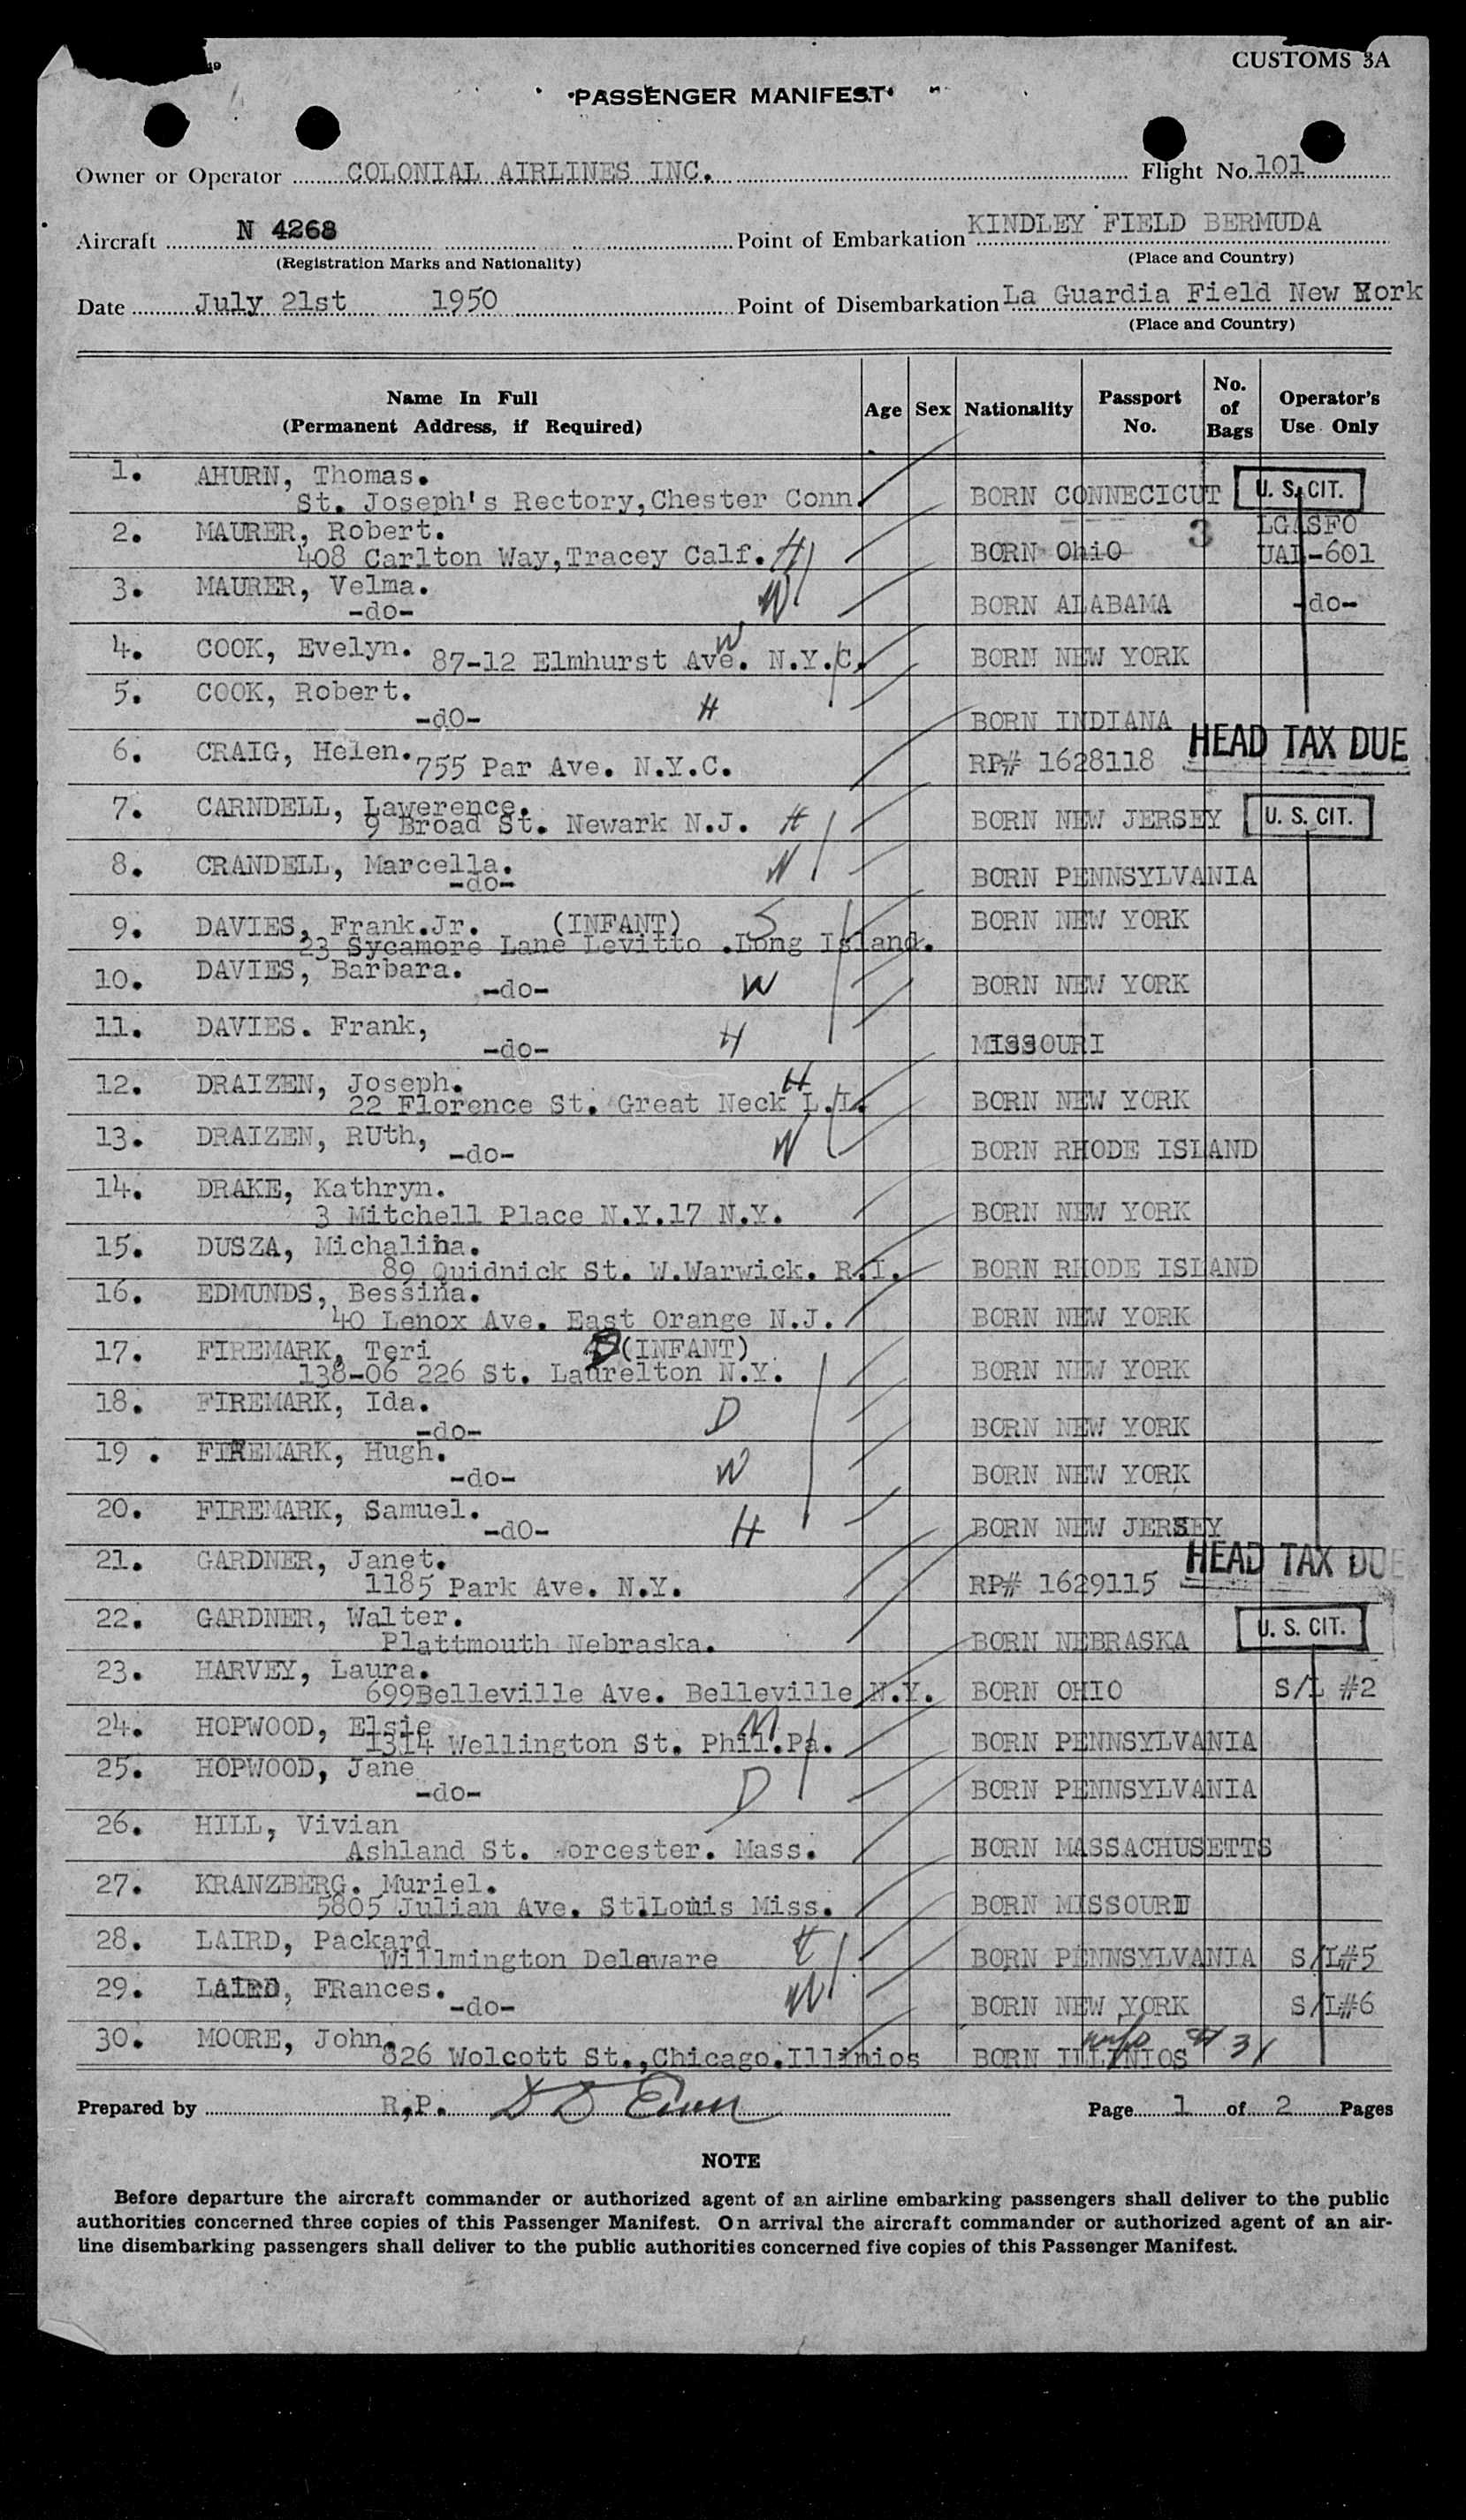 CUSTOMS 3A
PASSENGER MANIFEST
Owner or Operator COLONIAL AIRLINES INC. Flight No. 101
Aircraft N 4268 Point of Embarkation KINDLEY FIELD BERMUDA
(Registration Marks and Nationality) (Place and Country)
Date July 21st 1950 Point of Disembarkation La Guardia Field New York
(Place and Country)
Name In Full (Permanent Address, if Required) Age Sex Nationality Passport No. No. of Bags Operator's Use Only
1. AHURN, Thomas.
St. Joseph's Rectory,Chester Conn. BORN CONNECICUT U. S. CIT.
2. MAURER, Robert. 3 LGASFO
408 Carlton Way,Tracey Calf. H BORN OhiO UAL-601
3. MAURER, Velma.
-do- W BORN ALABAMA -do-
4. COOK, Evelyn. 87-12 Elmhurst Ave. N.Y.C. W BORN NEW YORK
5. COOK, Robert.
-dO- H BORN INDIANA
6. CRAIG, Helen. 755 Par Ave. N.Y.C. RP# 1628118 HEAD TAX DUE
7. CARNDELL, Lawerence.
9 Broad St. Newark N.J. H BORN NEW JERSEY U. S. CIT.
8. CRANDELL, Marcella.
-do- W BORN PENNSYLVANIA
9. DAVIES, Frank.Jr. (INFANT) S BORN NEW YORK
23 Sycamore Lane Levitto .Long Island.
10. DAVIES, Barbara.
-do- W BORN NEW YORK
11. DAVIES. Frank,
-do- H MISSOURI
12. DRAIZEN, Joseph. H
22 Florence St. Great Neck L.I. BORN NEW YORK
13. DRAIZEN, RUth,
-do- W BORN RHODE ISLAND
14. DRAKE, Kathryn.
3 Mitchell Place N.Y.17 N.Y. BORN NEW YORK
15. DUSZA, Michalina.
89 Quidnick St. W.Warwick. R.I. BORN RHODE ISLAND
16. EDMUNDS, Bessina.
40 Lenox Ave. East Orange N.J. BORN NEW YORK
17. FIREMARK, Teri D (INFANT)
138-06 226 St. Laurelton N.Y. BORN NEW YORK
18. FIREMARK, Ida.
-do- D BORN NEW YORK
19 . FIREMARK, Hugh.
-do- W BORN NEW YORK
20. FIREMARK, Samuel.
-dO- H BORN NEW JERSEY
21. GARDNER, Janet. HEAD TAX DUE
1185 Park Ave. N.Y. RP# 1629115
22. GARDNER, Walter.
Plattmouth Nebraska. BORN NEBRASKA U. S. CIT.
23. HARVEY, Laura.
699Belleville Ave. Belleville N.Y. BORN OHIO S/L #2
24. HOPWOOD, Elsie M
1314 Wellington St. Phil.Pa. BORN PENNSYLVANIA
25. HOPWOOD, Jane
-do- D BORN PENNSYLVANIA
26. HILL, Vivian
Ashland St. orcester. Mass. BORN MASSACHUSETTS
27. KRANZBERG. Muriel.
5805 Julian Ave. St.Louis Miss. BORN MISSOURI
28. LAIRD, Packard H
Willmington Delaware BORN PENNSYLVANIA S/L#5
29. LAIRD, FRances.
-do- W BORN NEW YORK S/L#6
30. MOORE, John.
826 Wolcott St.,Chicago.Illinios BORN ILLINIOS wife # 31
Prepared by R.P. Page 1 of 2 Pages
NOTE
Before departure the aircraft commander or authorized agent of an airline embarking passengers shall deliver to the public
authorities concerned three copies of this Passenger Manifest. On arrival the aircraft commander or authorized agent of an air-
line disembarking passengers shall deliver to the public authorities concerned five copies of this Passenger Manifest.